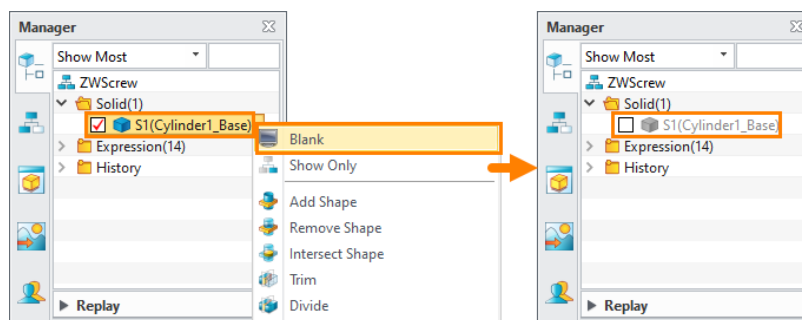 Manager
Show Most
ZWScrew
Solid(1)
S1(Cylinder1_Base)
Expression(14)
History
Replay
Blank
Show Only
Add Shape
Remove Shape
Intersect Shape
Trim
Divide
Manager
Show Most
ZWScrew
Solid(1)
S1(Cylinder1_Base)
Expression(14)
History
Replay